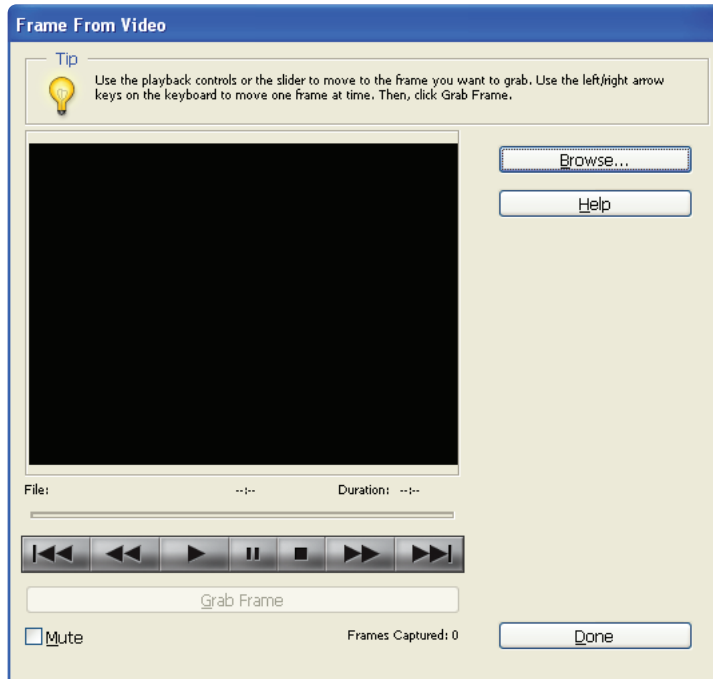 Frame From Video
Tip
Use the playback controls or the slider to move to the frame you want to grab. Use the left/right arrow
keys on the keyboard to move one frame at time. Then, click Grab Frame.
Browse...
Help
File: --:-- Duration: --:--
Grab Frame
Mute Frames Captured: 0 Done